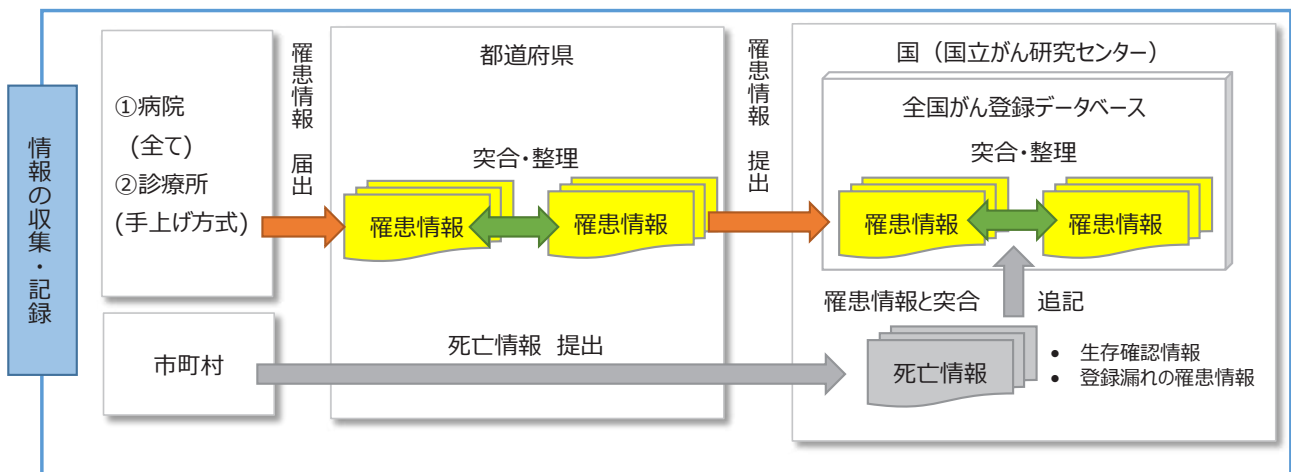 情報の収集・記録
①病院
(全て)
②診療所
(手上げ方式)
罹患情報 届出
都道府県
突合・整理
罹患情報
罹患情報
罹患情報 提出
国（国立がん研究センター）
全国がん登録データベース
突合・整理
罹患情報
罹患情報
罹患情報と突合 追記
市町村
死亡情報 提出
死亡情報
• 生存確認情報
• 登録漏れの罹患情報